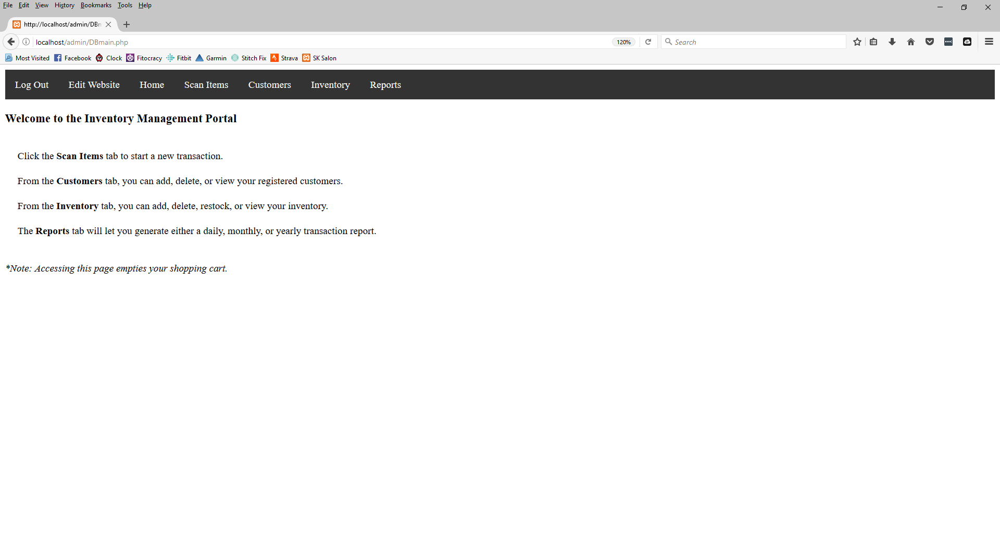 File Edit View History Bookmarks Tools Help
http://localhost/admin/DBn
localhost/admin/DBmain.php 120% Search
Most Visited Facebook Clock Fitocracy Fitbit Garmin Stitch Fix Strava SK Salon
Log Out Edit Website Home Scan Items Customers Inventory Reports
Welcome to the Inventory Management Portal
Click the Scan Items tab to start a new transaction.
From the Customers tab, you can add, delete, or view your registered customers.
From the Inventory tab, you can add, delete, restock, or view your inventory.
The Reports tab will let you generate either a daily, monthly, or yearly transaction report.
*Note: Accessing this page empties your shopping cart.